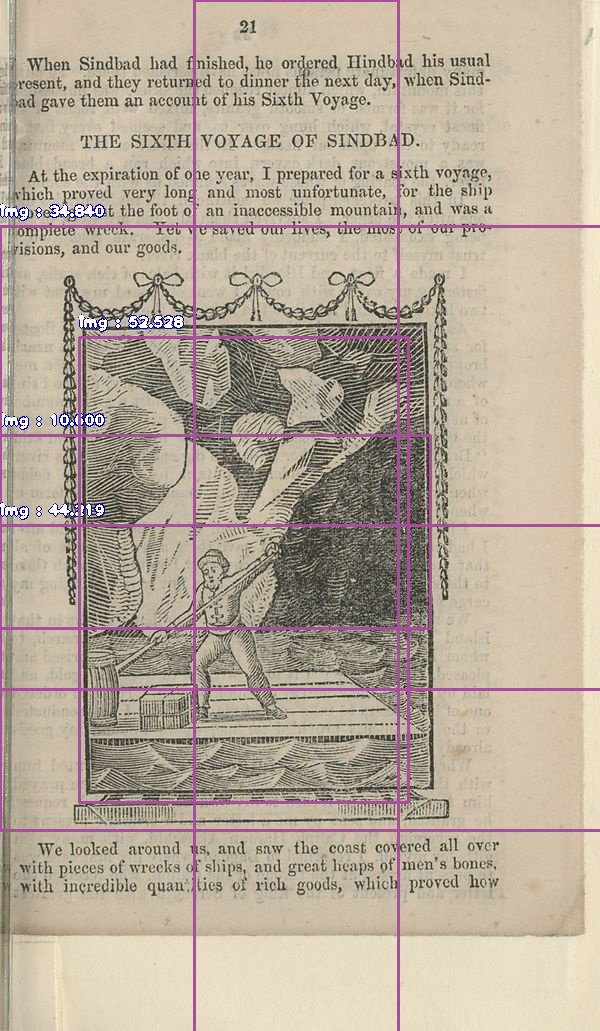 21
When Sindbad had finished, he ordered Hindbad his usual
present, and they returned to dinner the next day, when Sind-
bad gave them an account of his Sixth Voyage.
THE SIXTH VOYAGE OF SINDBAD.
At the expiration of one year, I prepared for a sixth voyage,
which proved very long and most unfortunate, for the ship
img : 34.840
at the foot of an inaccessible mountain, and was a
complete wreck. Yet we saved our lives, the most of our pro-
visions, and our goods.
img : 52.528
img : 10.600
img : 44.219
We looked around us, and saw the coast covered all over
with pieces of wrecks of ships, and great heaps of men's bones,
with incredible quantities of rich goods, which proved how